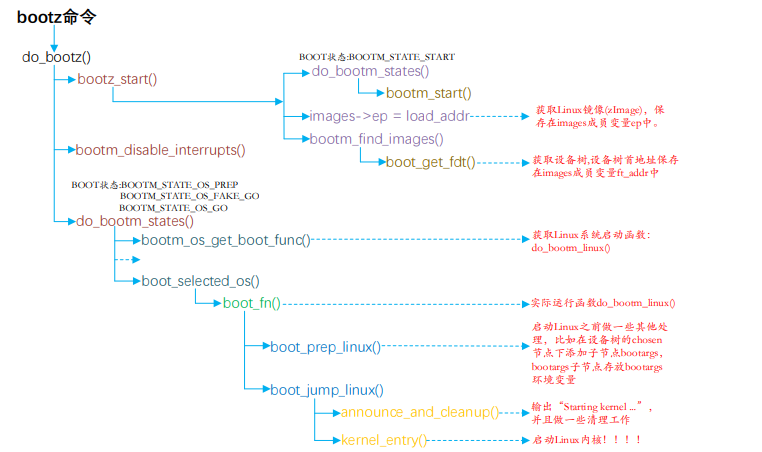 bootz命令
do_bootz()
bootz_start()
BOOT状态:BOOTM_STATE_START
do_bootm_states()
bootm_start()
images->ep = load_addr
获取Linux镜像(zImage)，保
存在images成员变量ep中。
bootm_find_images()
boot_get_fdt()
获取设备树,设备树首地址保存
在images成员变量ft_addr中
bootm_disable_interrupts()
BOOT状态:BOOTM_STATE_OS_PREP
BOOTM_STATE_OS_FAKE_GO
BOOTM_STATE_OS_GO
do_bootm_states()
bootm_os_get_boot_func()
获取Linux系统启动函数：
do_bootm_linux()
boot_selected_os()
boot_fn()
实际运行函数do_bootm_linux()
boot_prep_linux()
启动Linux之前做一些其他处
理，比如在设备树的chosen
节点下添加子节点bootargs，
bootargs子节点存放bootargs
环境变量
boot_jump_linux()
announce_and_cleanup()
输出“Starting kernel ...”，
并且做一些清理工作
kernel_entry()
启动Linux内核！！！！